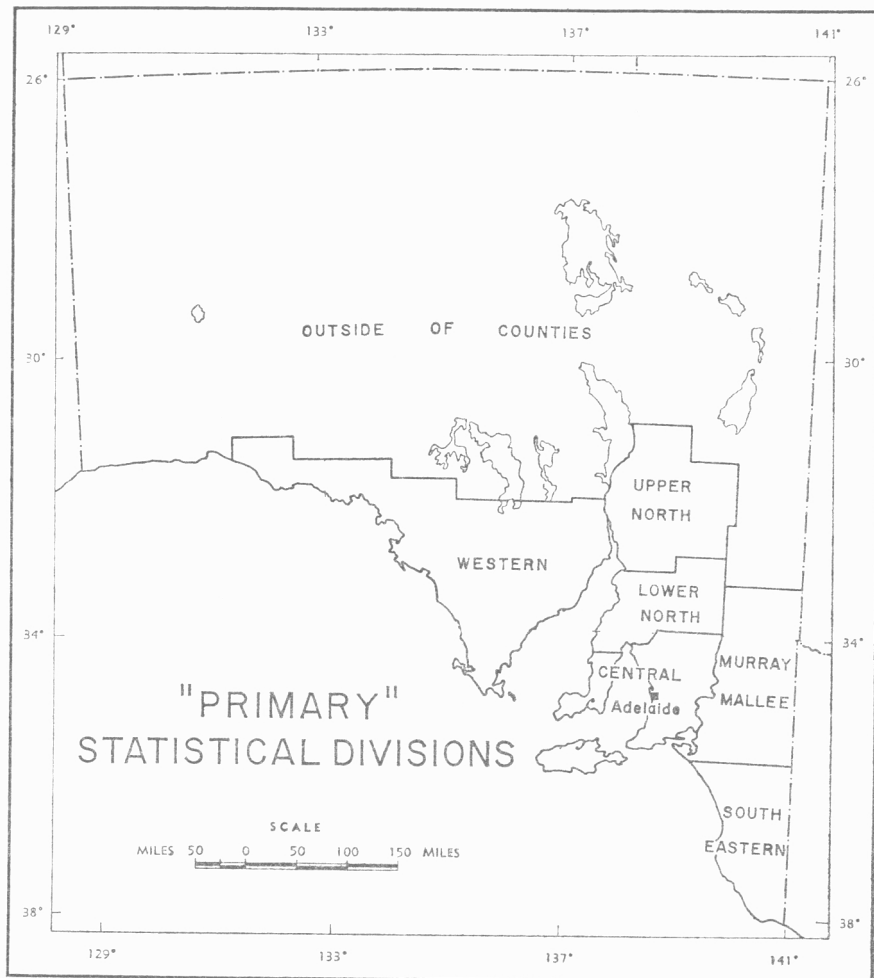 129° 133° 137° 141°
26° 26°
OUTSIDE OF COUNTIES
30° 30°
UPPER
NORTH
WESTERN
LOWER
NORTH
34° 34°
CENTRAL
MURRAY
MALLEE
Adelaide
"PRIMARY"
STATISTICAL DIVISIONS
SOUTH
EASTERN
SCALE
MILES 50 0 50 100 150 MILES
38° 38°
129° 133° 137° 141°